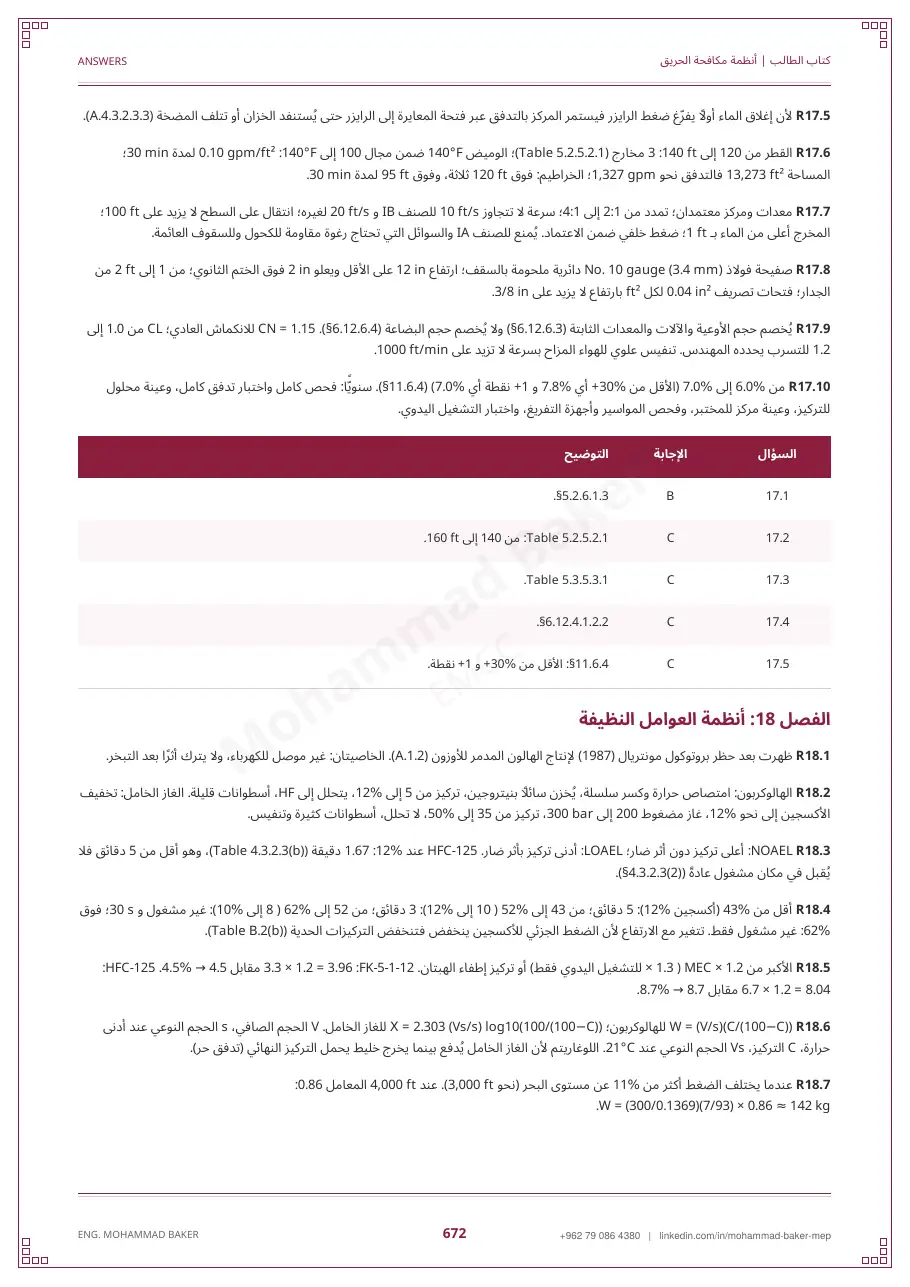 كتاب الطالب | أنظمة مكافحة الحريق
ANSWERS
R17.5 لأن إغلاق الماء أولًا يفرّغ ضغط الرايزر فيستمر المركز بالتدفق عبر فتحة المعايرة إلى الرايزر حتى يُستنفد الخزان أو تتلف المضخة (A.4.3.2.3.3).
R17.6 القطر من 120 إلى 140 ft: 3 مخارج (Table 5.2.5.2.1)؛ الوميض 140°F ضمن مجال 100 إلى 140°F: 0.10 gpm/ft² لمدة 30 min؛
المساحة 13,273 ft² فالتدفق نحو 1,327 gpm؛ الخراطيم: فوق 120 ft ثلاثة، وفوق 95 ft لمدة 30 min.
R17.7 معدات ومركز معتمدان؛ تمدد من 2:1 إلى 4:1؛ سرعة لا تتجاوز 10 ft/s للصنف IB و 20 ft/s لغيره؛ انتقال على السطح لا يزيد على 100 ft؛
المخرج أعلى من الماء بـ 1 ft؛ ضغط خلفي ضمن الاعتماد. يُمنع للصنف IA والسوائل التي تحتاج رغوة مقاومة للكحول وللسقوف العائمة.
R17.8 صفيحة فولاذ No. 10 gauge (3.4 mm) دائرية ملحومة بالسقف؛ ارتفاع 12 in على الأقل ويعلو 2 in فوق الختم الثانوي؛ من 1 إلى 2 ft من
الجدار؛ فتحات تصريف 0.04 in² لكل ft² بارتفاع لا يزيد على 3/8 in.
R17.9 يُخصم حجم الأوعية والآلات والمعدات الثابتة (§6.12.6.3) ولا يُخصم حجم البضاعة (§6.12.6.4). CN = 1.15 للانكماش العادي؛ CL من 1.0 إلى
1.2 للتسرب يحدده المهندس. تنفيس علوي للهواء المزاح بسرعة لا تزيد على 1000 ft/min.
R17.10 من 6.0% إلى 7.0% (الأقل من 30%+ أي 7.8% و 1+ نقطة أي 7.0%) (§11.6.4). سنويًّا: فحص كامل واختبار تدفق كامل، وعينة محلول
للتركيز، وعينة مركز للمختبر، وفحص المواسير وأجهزة التفريغ، واختبار التشغيل اليدوي.
السؤال الإجابة التوضيح
17.1 B §5.2.6.1.3.
17.2 C Table 5.2.5.2.1: من 140 إلى 160 ft.
17.3 C Table 5.3.5.3.1.
17.4 C §6.12.4.1.2.2.
17.5 C §11.6.4: الأقل من 30%+ و 1+ نقطة.
الفصل 18: أنظمة العوامل النظيفة
R18.1 ظهرت بعد حظر بروتوكول مونتريال (1987) لإنتاج الهالون المدمر للأوزون (A.1.2). الخاصيتان: غير موصل للكهرباء، ولا يترك أثرًا بعد التبخر.
R18.2 الهالوكربون: امتصاص حرارة وكسر سلسلة، يُخزن سائلًا بنيتروجين، تركيز من 5 إلى 12%، يتحلل إلى HF، أسطوانات قليلة. الغاز الخامل: تخفيف
الأكسجين إلى نحو 12%، غاز مضغوط 200 إلى 300 bar، تركيز من 35 إلى 50%، لا تحلل، أسطوانات كثيرة وتنفيس.
R18.3 NOAEL: أعلى تركيز دون أثر ضار؛ LOAEL: أدنى تركيز بأثر ضار. HFC-125 عند 12%: 1.67 دقيقة (Table 4.3.2.3(b))، وهو أقل من 5 دقائق فلا
يُقبل في مكان مشغول عادةً (§4.3.2.3(2)).
R18.4 أقل من 43% (أكسجين 12%): 5 دقائق؛ من 43 إلى 52% ( 10 إلى 12%): 3 دقائق؛ من 52 إلى 62% ( 8 إلى 10%): غير مشغول و 30 s؛ فوق
62%: غير مشغول فقط. تتغير مع الارتفاع لأن الضغط الجزئي للأكسجين ينخفض فتنخفض التركيزات الحدية (Table B.2(b)).
R18.5 الأكبر من MEC × 1.2 ( 1.3 × للتشغيل اليدوي فقط) أو تركيز إطفاء الهبتان. FK-5-1-12: 3.3 × 1.2 = 3.96 مقابل 4.5 → 4.5%. HFC-125:
6.7 × 1.2 = 8.04 مقابل 8.7 → 8.7%.
R18.6 W = (V/s)(C/(100−C)) للهالوكربون؛ X = 2.303 (Vs/s) log10(100/(100−C)) للغاز الخامل. V الحجم الصافي، s الحجم النوعي عند أدنى
حرارة، C التركيز، Vs الحجم النوعي عند 21°C. اللوغاريتم لأن الغاز الخامل يُدفع بينما يخرج خليط يحمل التركيز النهائي (تدفق حر).
R18.7 عندما يختلف الضغط أكثر من 11% عن مستوى البحر (نحو 3,000 ft). عند 4,000 ft المعامل 0.86:
W = (300/0.1369)(7/93) × 0.86 ≈ 142 kg.
Mohammad Baker
EMCC
ENG. MOHAMMAD BAKER
672
+962 79 086 4380 | linkedin.com/in/mohammad-baker-mep